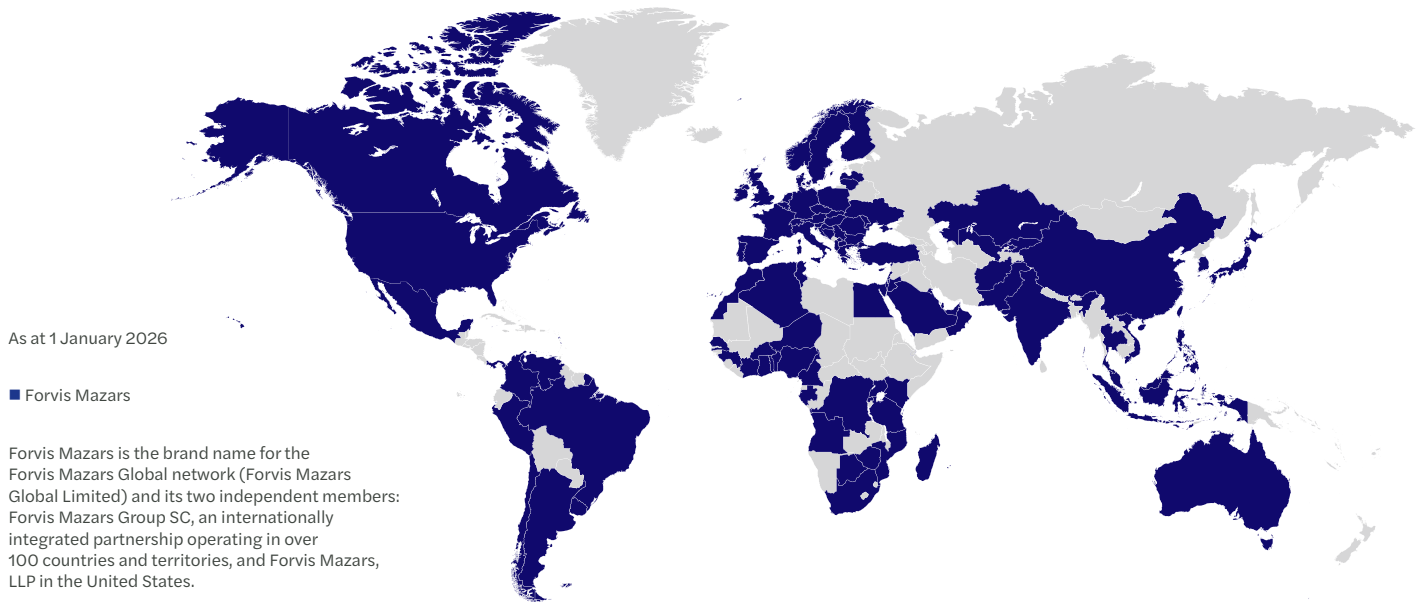 As at 1 January 2026
Forvis Mazars
Forvis Mazars is the brand name for the
Forvis Mazars Global network (Forvis Mazars
Global Limited) and its two independent members:
Forvis Mazars Group SC, an internationally
integrated partnership operating in over
100 countries and territories, and Forvis Mazars,
LLP in the United States.